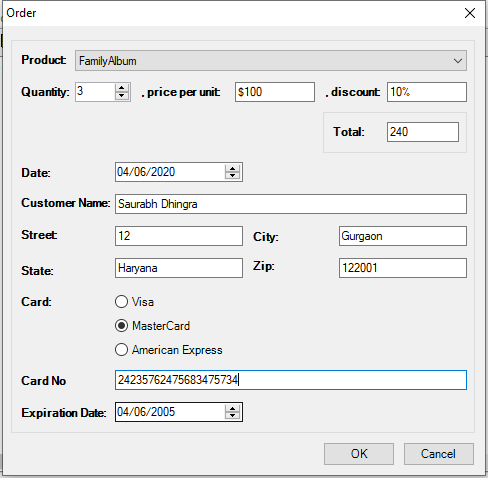 Order
Product: FamilyAlbum
Quantity: 3 , price per unit: $100 , discount: 10%
Total: 240
Date: 04/06/2020
Customer Name: Saurabh Dhingra
Street: 12 City: Gurgaon
State: Haryana Zip: 122001
Card: Visa
MasterCard
American Express
Card No 24235762475683475734
Expiration Date: 04/06/2005
OK Cancel